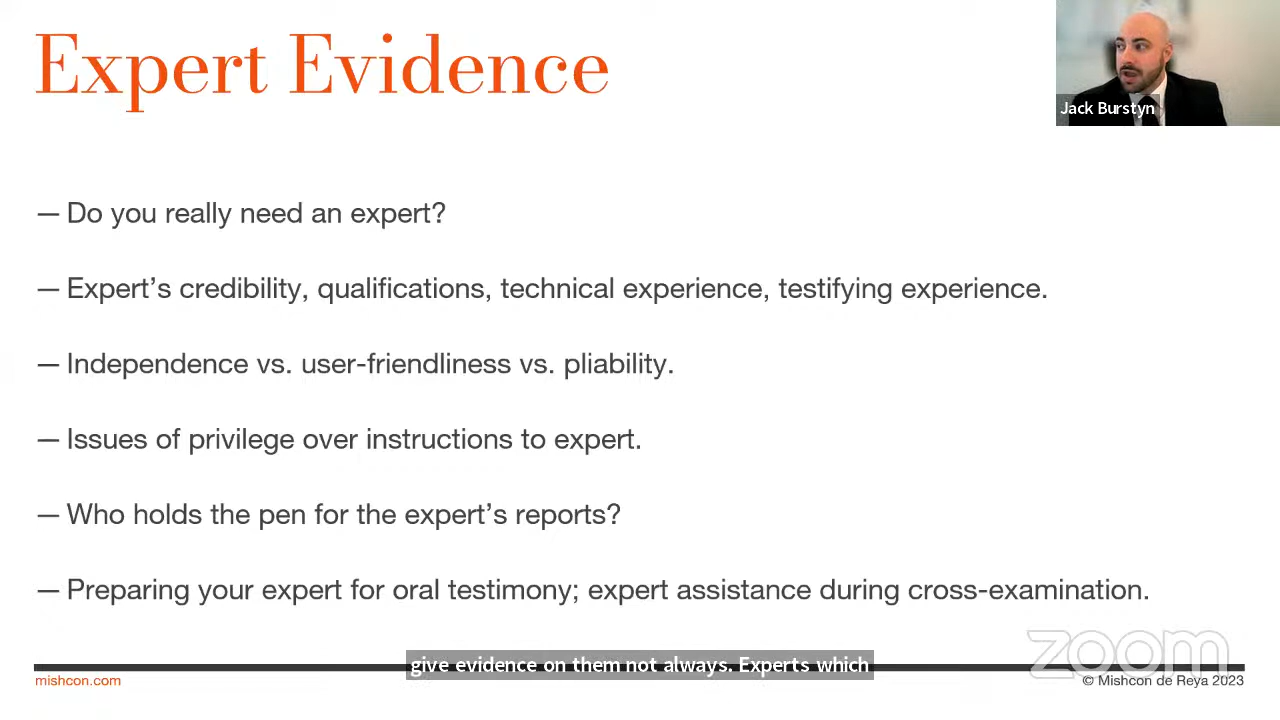 Expert Evidence
Jack Burstyn
— Do you really need an expert?
— Expert’s credibility, qualifications, technical experience, testifying experience.
— Independence vs. user-friendliness vs. pliability.
— Issues of privilege over instructions to expert.
— Who holds the pen for the expert’s reports?
— Preparing your expert for oral testimony; expert assistance during cross-examination.
zoom
give evidence on them not always. Experts which
mishcon.com
© Mishcon de Reya 2023